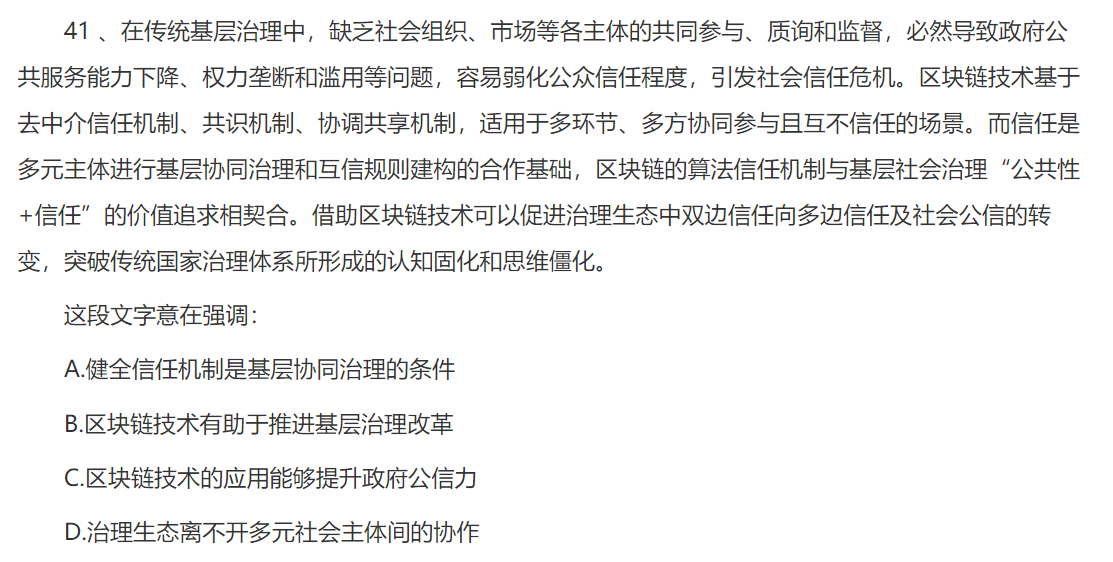 41 、在传统基层治理中，缺乏社会组织、市场等各主体的共同参与、质询和监督，必然导致政府公
共服务能力下降、权力垄断和滥用等问题，容易弱化公众信任程度，引发社会信任危机。区块链技术基于
去中介信任机制、共识机制、协调共享机制，适用于多环节、多方协同参与且互不信任的场景。而信任是
多元主体进行基层协同治理和互信规则建构的合作基础，区块链的算法信任机制与基层社会治理“公共性
+信任”的价值追求相契合。借助区块链技术可以促进治理生态中双边信任向多边信任及社会公信的转
变，突破传统国家治理体系所形成的认知固化和思维僵化。
这段文字意在强调：
A.健全信任机制是基层协同治理的条件
B.区块链技术有助于推进基层治理改革
C.区块链技术的应用能够提升政府公信力
D.治理生态离不开多元社会主体间的协作